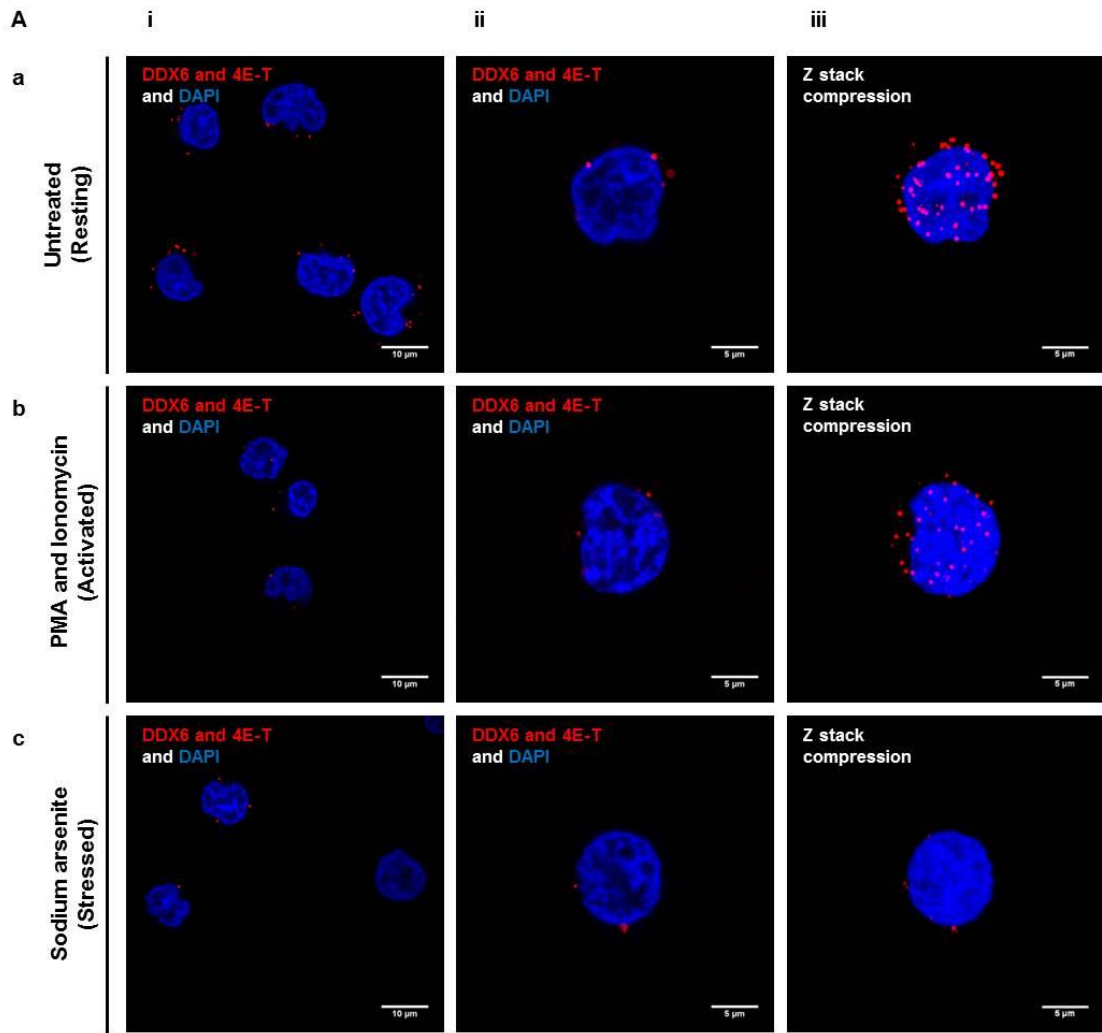 A
i
ii
iii
a
Untreated
(Resting)
DDX6 and 4E-T
and DAPI
10 µm
DDX6 and 4E-T
and DAPI
5 µm
Z stack
compression
5 µm
b
PMA and Ionomycin
(Activated)
DDX6 and 4E-T
and DAPI
10 µm
DDX6 and 4E-T
and DAPI
5 µm
Z stack
compression
5 µm
c
Sodium arsenite
(Stressed)
DDX6 and 4E-T
and DAPI
10 µm
DDX6 and 4E-T
and DAPI
5 µm
Z stack
compression
5 µm